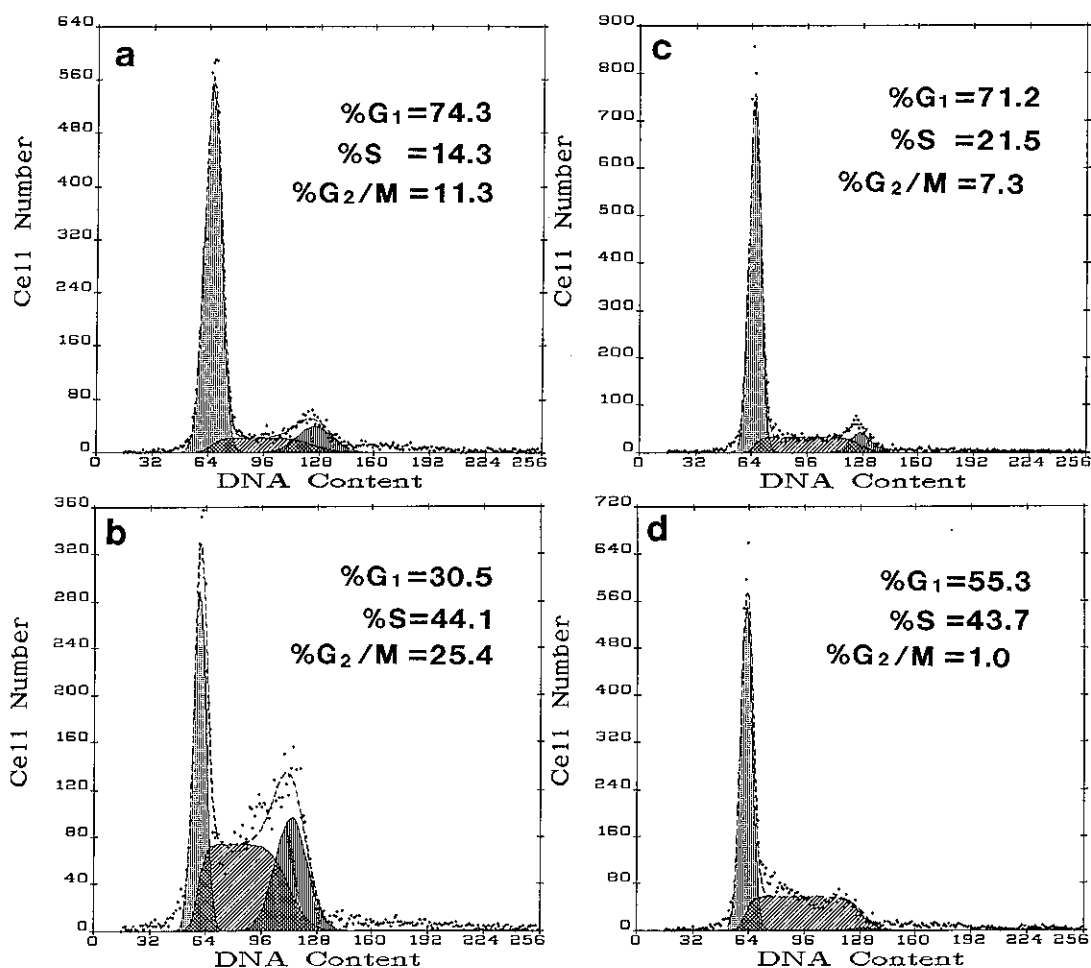 a
%G1=74.3
%S =14.3
%G2/M =11.3
640
560
480
400
320
240
160
80
0
Cell Number
0 32 64 96 128 160 192 224 256
DNA Content
c
%G1=71.2
%S =21.5
%G2/M =7.3
900
800
700
600
500
400
300
200
100
0
Cell Number
0 32 64 96 128 160 192 224 256
DNA Content
b
%G1=30.5
%S=44.1
%G2/M =25.4
360
320
280
240
200
160
120
80
40
0
Cell Number
0 32 64 96 128 160 192 224 256
DNA Content
d
%G1=55.3
%S =43.7
%G2/M =1.0
720
640
560
480
400
320
240
160
80
0
Cell Number
0 32 64 96 128 160 192 224 256
DNA Content